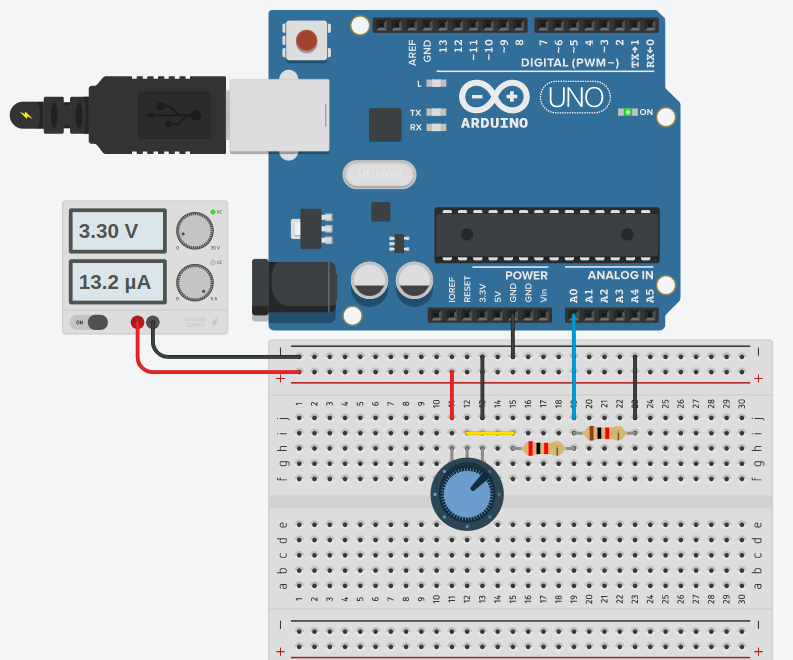 AREF
GND
13
12
~11
~10
~9
8
7
~6
~5
4
~3
2
TX→1
RX←0
DIGITAL (PWM~)
L
TX
RX
ARDUINO
UNO
ON
3.30 V
13.2 µA
ON
POWER
ANALOG IN
IOREF
RESET
3.3V
5V
GND
GND
Vin
A0
A1
A2
A3
A4
A5
1 2 3 4 5 6 7 8 9 10 11 12 13 14 15 16 17 18 19 20 21 22 23 24 25 26 27 28 29 30
j j
i i
h h
g g
f f
e e
d d
c c
b b
a a
1 2 3 4 5 6 7 8 9 10 11 12 13 14 15 16 17 18 19 20 21 22 23 24 25 26 27 28 29 30